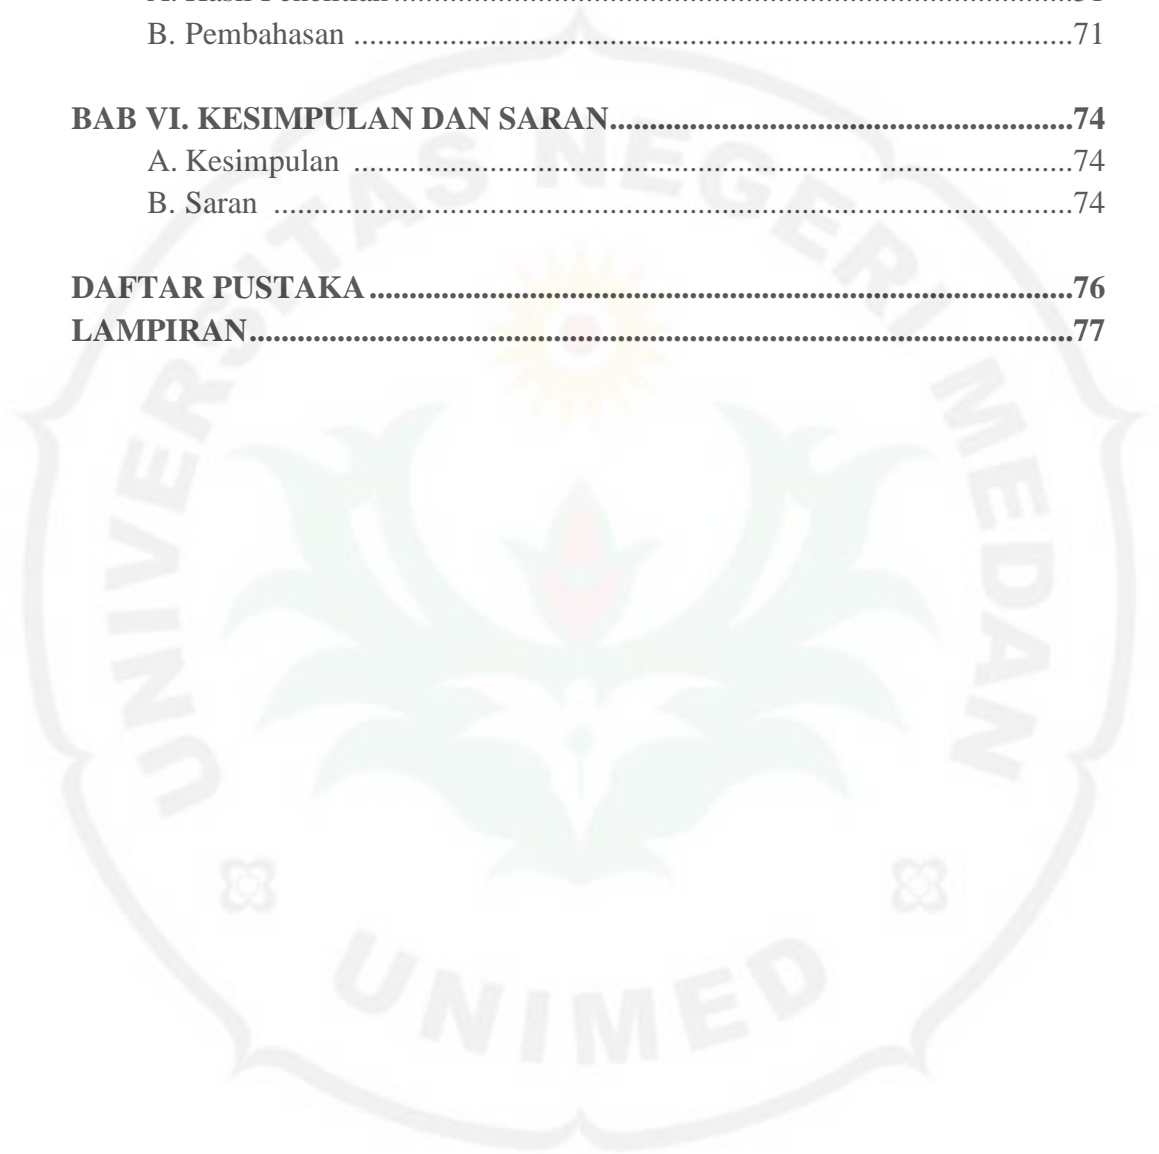 B. Pembahasan ..........................................................................................71
BAB VI. KESIMPULAN DAN SARAN..........................................................74
A. Kesimpulan ..........................................................................................74
B. Saran ....................................................................................................74
DAFTAR PUSTAKA........................................................................................76
LAMPIRAN.......................................................................................................77
UNIVERSITAS NEGERI MEDAN
UNIMED